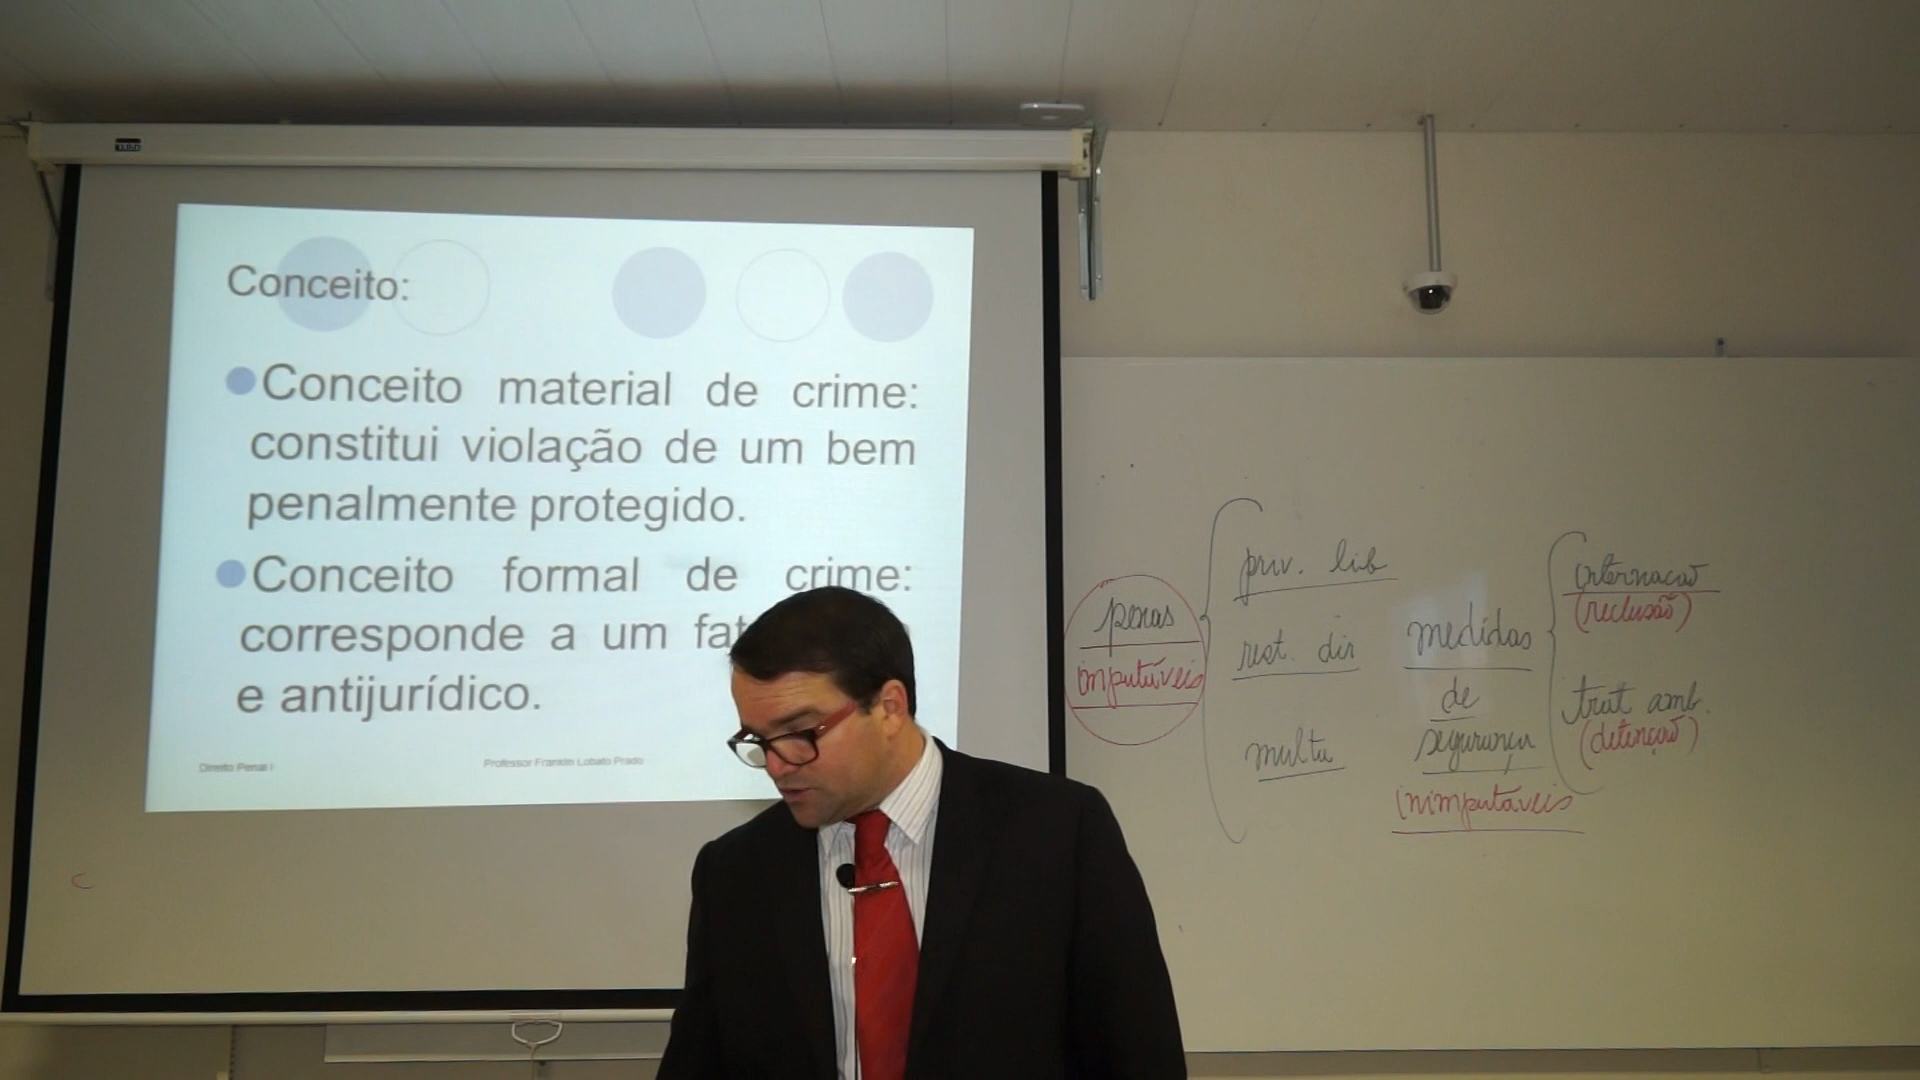 Conceito:
Conceito material de crime:
constitui violação de um bem
penalmente protegido.
Conceito formal de crime:
corresponde a um fat
e antijurídico.
Direito Penal I
Professor Franklin Lobato Prado
penas
imputáveis
priv. lib
rest. dir
multa
medidas
de
segurança
inimputáveis
internação
(reclusão)
trat amb.
(detenção)